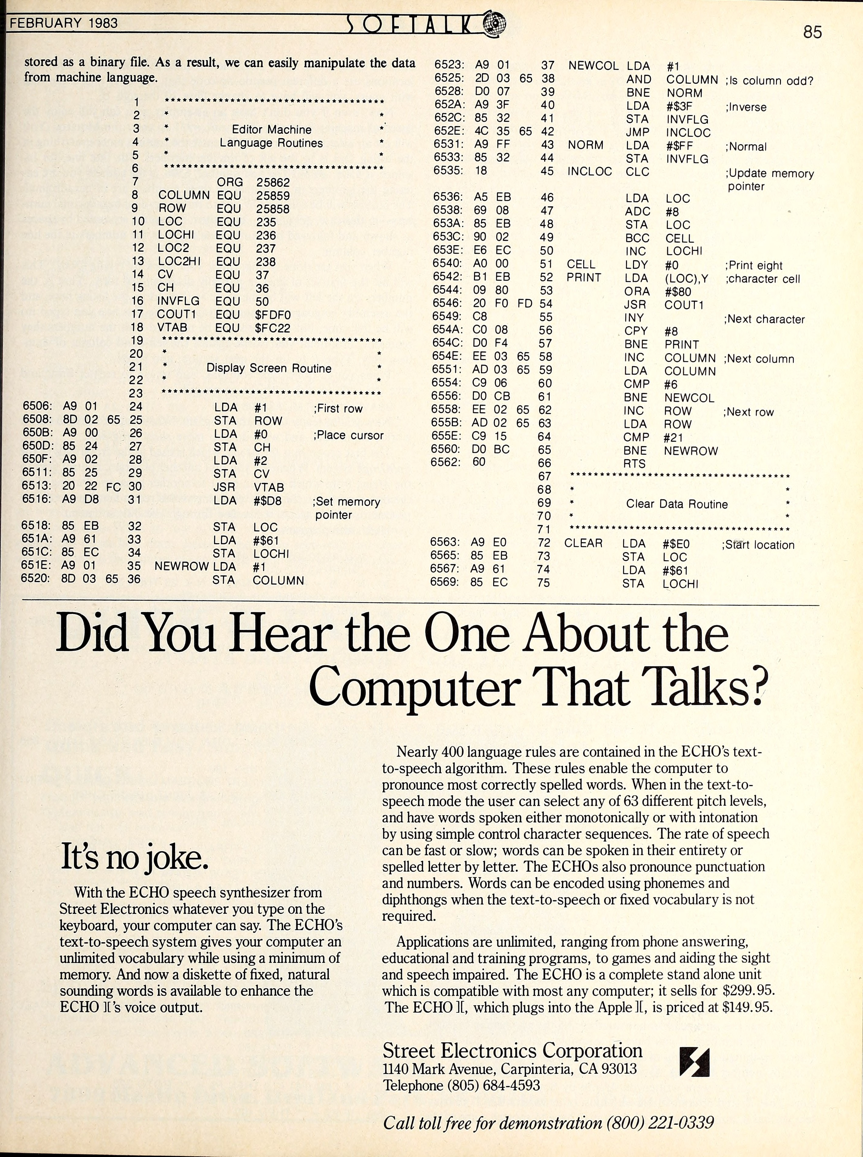 FEBRUARY 1983
SOFTALK
85
stored as a binary file. As a result, we can easily manipulate the data
from machine language.
1 **********************************
2 * *
3 * Editor Machine *
4 * Language Routines *
5 * *
6 **********************************
7 ORG 25862
8 COLUMN EQU 25859
9 ROW EQU 25858
10 LOC EQU 235
11 LOCHI EQU 236
12 LOC2 EQU 237
13 LOC2HI EQU 238
14 CV EQU 37
15 CH EQU 36
16 INVFLG EQU 50
17 COUT1 EQU $FDF0
18 VTAB EQU $FC22
19 **********************************
20 * *
21 * Display Screen Routine *
22 * *
23 **********************************
6506: A9 01 24 LDA #1 ;First row
6508: 8D 02 65 25 STA ROW
650B: A9 00 26 LDA #0 ;Place cursor
650D: 85 24 27 STA CH
650F: A9 02 28 LDA #2
6511: 85 25 29 STA CV
6513: 20 22 FC 30 JSR VTAB
6516: A9 D8 31 LDA #$D8 ;Set memory
pointer
6518: 85 EB 32 STA LOC
651A: A9 61 33 LDA #$61
651C: 85 EC 34 STA LOCHI
651E: A9 01 35 NEWROW LDA #1
6520: 8D 03 65 36 STA COLUMN
6523: A9 01 37 NEWCOL LDA #1
6525: 2D 03 65 38 AND COLUMN ;Is column odd?
6528: D0 07 39 BNE NORM
652A: A9 3F 40 LDA #$3F ;Inverse
652C: 85 32 41 STA INVFLG
652E: 4C 35 65 42 JMP INCLOC
6531: A9 FF 43 NORM LDA #$FF ;Normal
6533: 85 32 44 STA INVFLG
6535: 18 45 INCLOC CLC ;Update memory
pointer
6536: A5 EB 46 LDA LOC
6538: 69 08 47 ADC #8
653A: 85 EB 48 STA LOC
653C: 90 02 49 BCC CELL
653E: E6 EC 50 INC LOCHI
6540: A0 00 51 CELL LDY #0 ;Print eight
6542: B1 EB 52 PRINT LDA (LOC),Y ;character cell
6544: 09 80 53 ORA #$80
6546: 20 F0 FD 54 JSR COUT1
6549: C8 55 INY ;Next character
654A: C0 08 56 CPY #8
654C: D0 F4 57 BNE PRINT
654E: EE 03 65 58 INC COLUMN ;Next column
6551: AD 03 65 59 LDA COLUMN
6554: C9 06 60 CMP #6
6556: D0 CB 61 BNE NEWCOL
6558: EE 02 65 62 INC ROW ;Next row
655B: AD 02 65 63 LDA ROW
655E: C9 15 64 CMP #21
6560: D0 BC 65 BNE NEWROW
6562: 60 66 RTS
67 **********************************
68 * *
69 * Clear Data Routine *
70 * *
71 **********************************
6563: A9 E0 72 CLEAR LDA #$E0 ;Start location
6565: 85 EB 73 STA LOC
6567: A9 61 74 LDA #$61
6569: 85 EC 75 STA LOCHI
Did You Hear the One About the
Computer That Talks?
It's no joke.
With the ECHO speech synthesizer from
Street Electronics whatever you type on the
keyboard, your computer can say. The ECHO's
text-to-speech system gives your computer an
unlimited vocabulary while using a minimum of
memory. And now a diskette of fixed, natural
sounding words is available to enhance the
ECHO ]['s voice output.
Nearly 400 language rules are contained in the ECHO's text-
to-speech algorithm. These rules enable the computer to
pronounce most correctly spelled words. When in the text-to-
speech mode the user can select any of 63 different pitch levels,
and have words spoken either monotonically or with intonation
by using simple control character sequences. The rate of speech
can be fast or slow; words can be spoken in their entirety or
spelled letter by letter. The ECHOs also pronounce punctuation
and numbers. Words can be encoded using phonemes and
diphthongs when the text-to-speech or fixed vocabulary is not
required.
Applications are unlimited, ranging from phone answering,
educational and training programs, to games and aiding the sight
and speech impaired. The ECHO is a complete stand alone unit
which is compatible with most any computer; it sells for $299.95.
The ECHO ][, which plugs into the Apple ][, is priced at $149.95.
Street Electronics Corporation
1140 Mark Avenue, Carpinteria, CA 93013
Telephone (805) 684-4593
Call toll free for demonstration (800) 221-0339